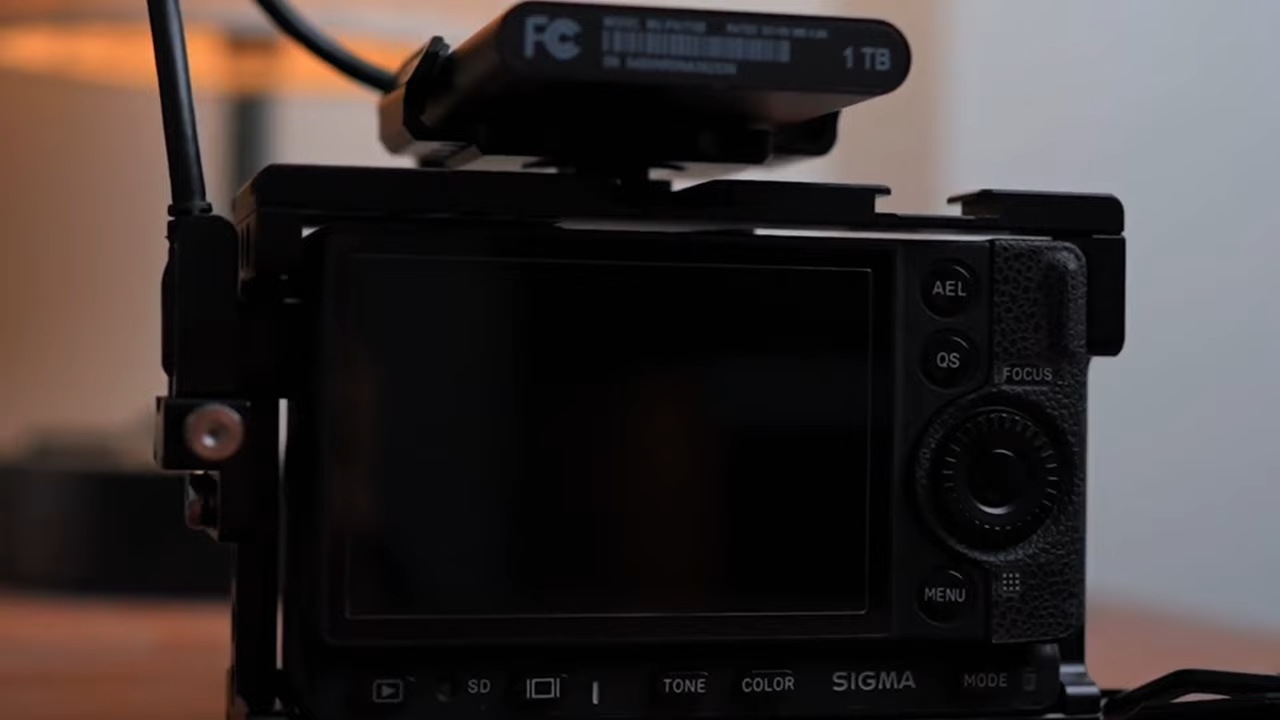 FC
1 TB
AEL
QS
FOCUS
MENU
SD
TONE
COLOR
SIGMA
MODE